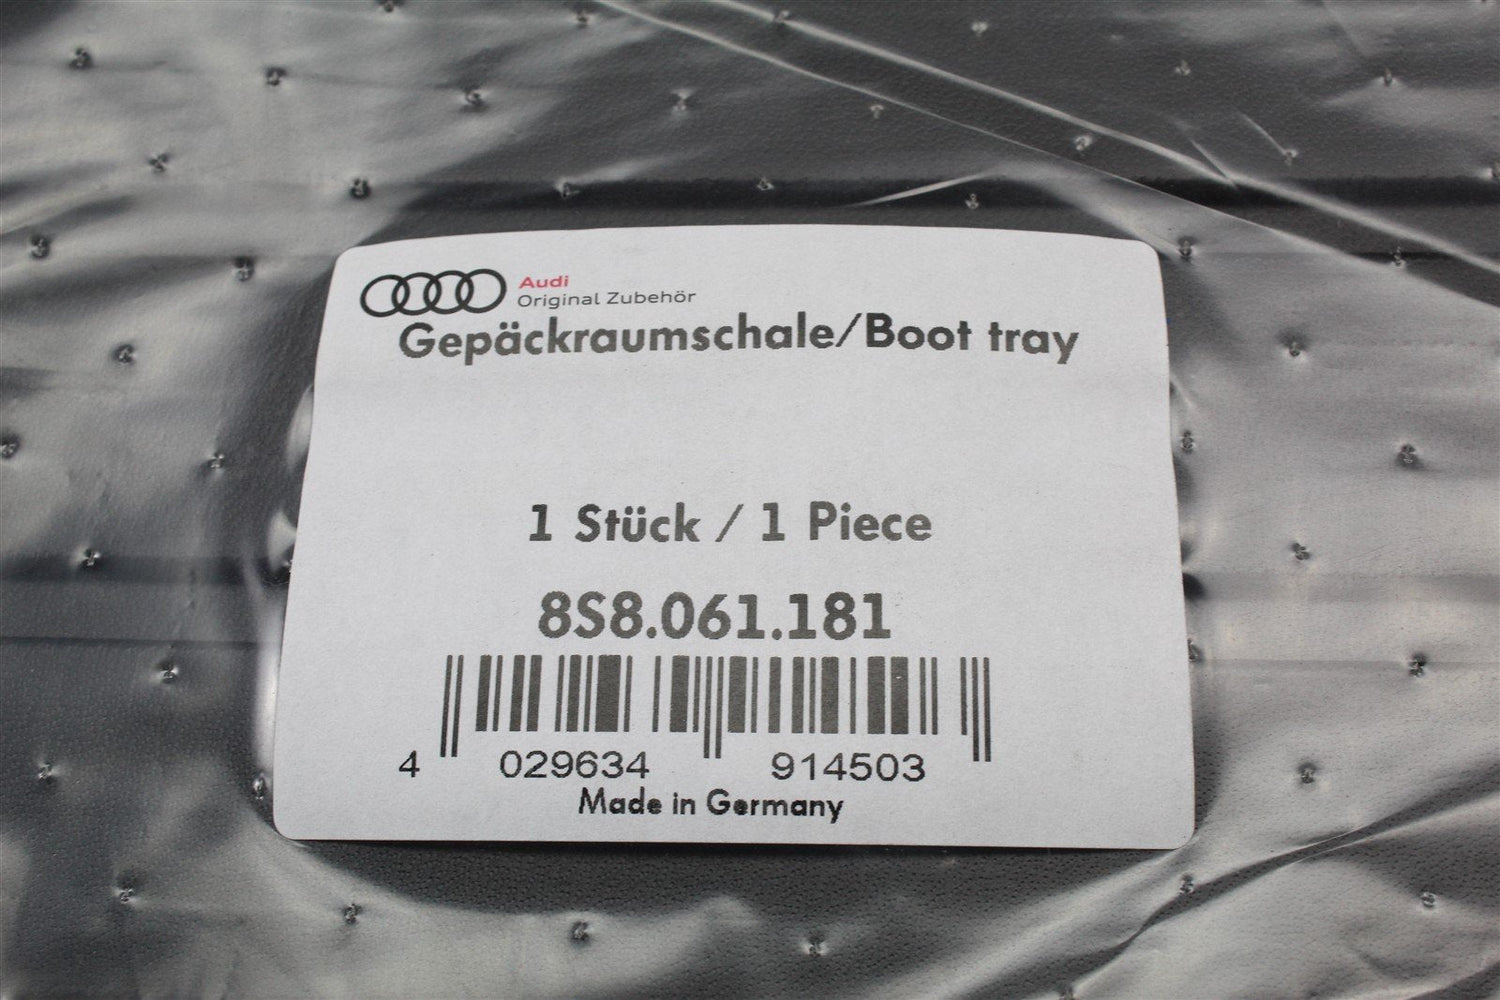 Audi
Original Zubehör
Gepäckraumschale/Boot tray
1 Stück / 1 Piece
8S8.061.181
4 029634 914503
Made in Germany